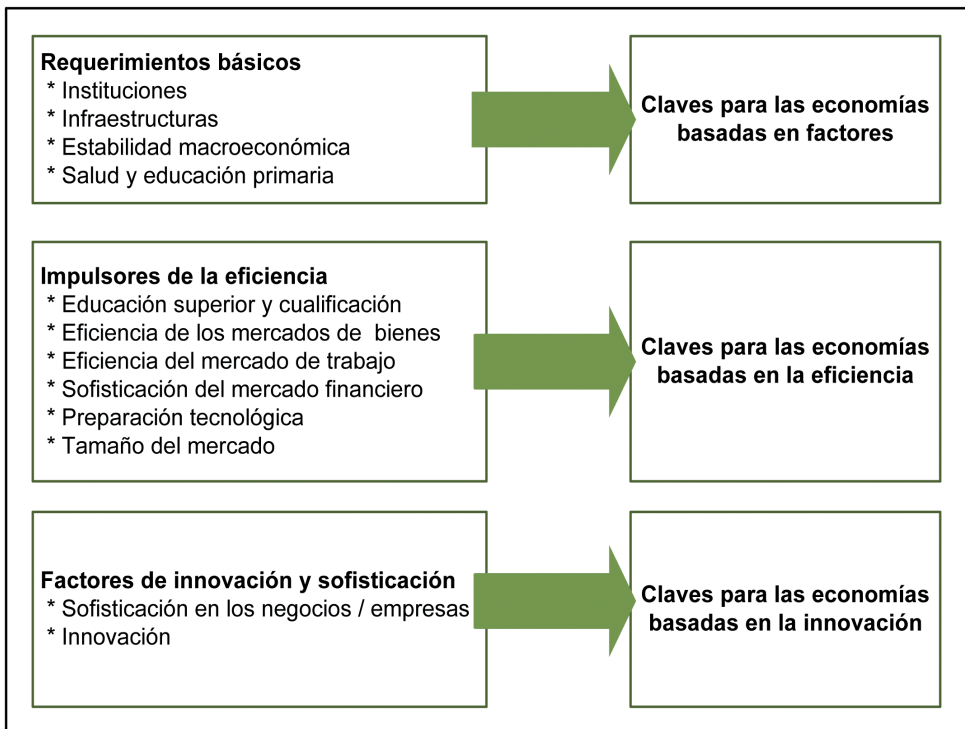 Requerimientos básicos
* Instituciones
* Infraestructuras
* Estabilidad macroeconómica
* Salud y educación primaria
Claves para las economías
basadas en factores
Impulsores de la eficiencia
* Educación superior y cualificación
* Eficiencia de los mercados de bienes
* Eficiencia del mercado de trabajo
* Sofisticación del mercado financiero
* Preparación tecnológica
* Tamaño del mercado
Claves para las economías
basadas en la eficiencia
Factores de innovación y sofisticación
* Sofisticación en los negocios / empresas
* Innovación
Claves para las economías
basadas en la innovación